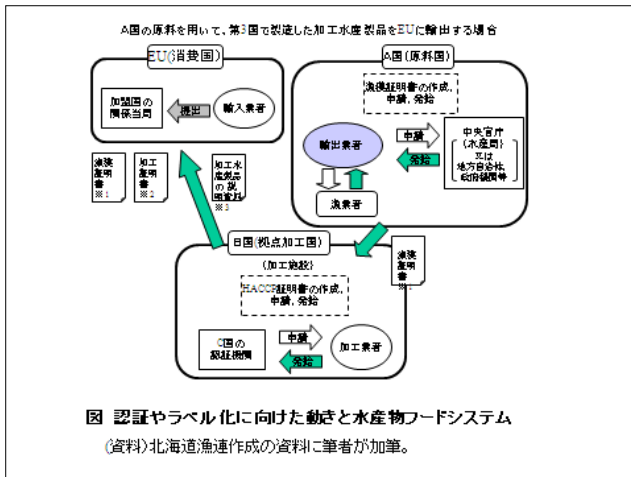 A国の原料を用いて、第3国で製造した加工水産製品をEUに輸出する場合
EU(消費国)
加盟国の
関係当局
提出
輸入業者
A国(原料国)
漁獲証明書の作成,
申請,発給
輸出業者
申請
発給
中央官庁
(水産局)
又は
地方自治体,
政府機関等
漁業者
漁獲
証明
書
※1
加工
証明
書
※2
加工水
産製品
の説
明資料
※3
漁獲
証明
書
B国(拠点加工国)
(加工施設)
HACCP証明書の作成,
申請,発給
C国の
認証機関
申請
発給
加工業者
図 認証やラベル化に向けた動きと水産物フードシステム
(資料)北海道漁連作成の資料に筆者が加筆。